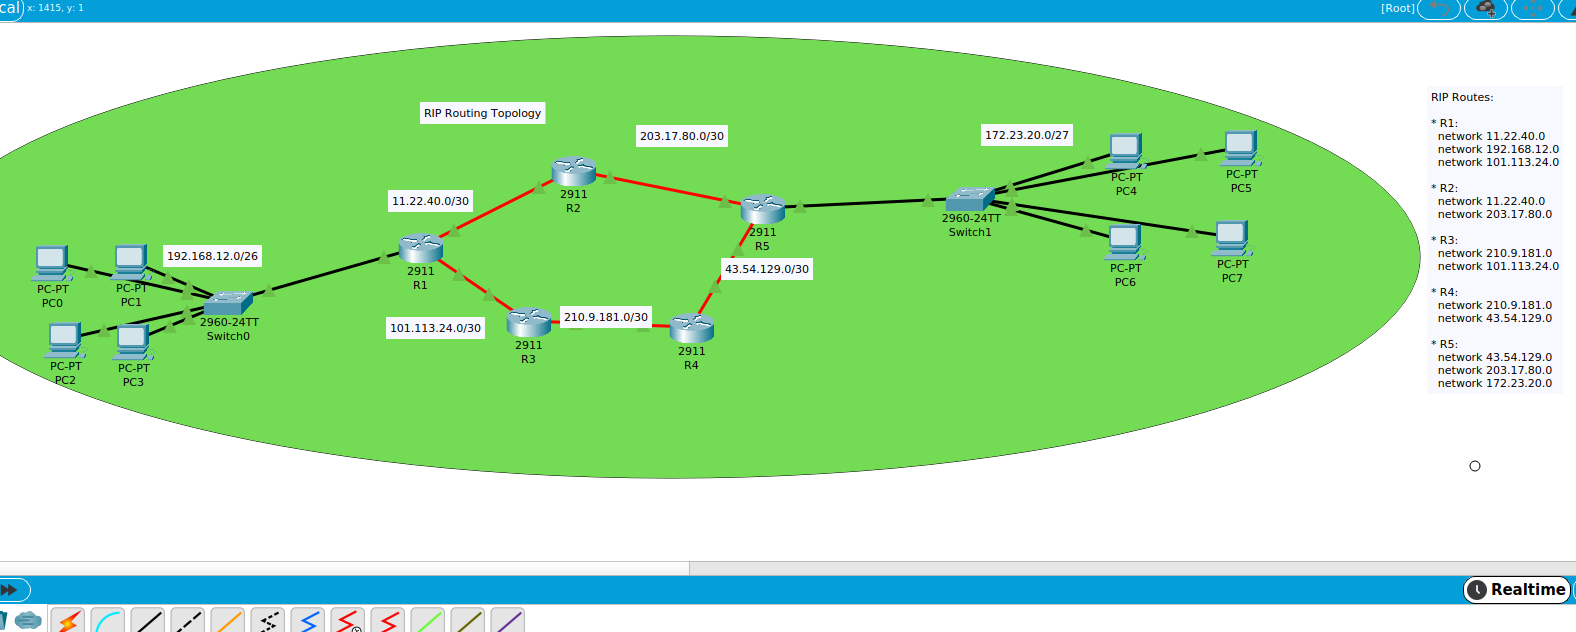 cal x: 1415, y: 1
[Root]
RIP Routing Topology
203.17.80.0/30
172.23.20.0/27
11.22.40.0/30
192.168.12.0/26
43.54.129.0/30
101.113.24.0/30
210.9.181.0/30
2911
R2
2911
R5
2911
R1
2911
R3
2911
R4
2960-24TT
Switch0
2960-24TT
Switch1
PC-PT
PC0
PC-PT
PC1
PC-PT
PC2
PC-PT
PC3
PC-PT
PC4
PC-PT
PC5
PC-PT
PC6
PC-PT
PC7
RIP Routes:
* R1:
network 11.22.40.0
network 192.168.12.0
network 101.113.24.0
* R2:
network 11.22.40.0
network 203.17.80.0
* R3:
network 210.9.181.0
network 101.113.24.0
* R4:
network 210.9.181.0
network 43.54.129.0
* R5:
network 43.54.129.0
network 203.17.80.0
network 172.23.20.0
Realtime